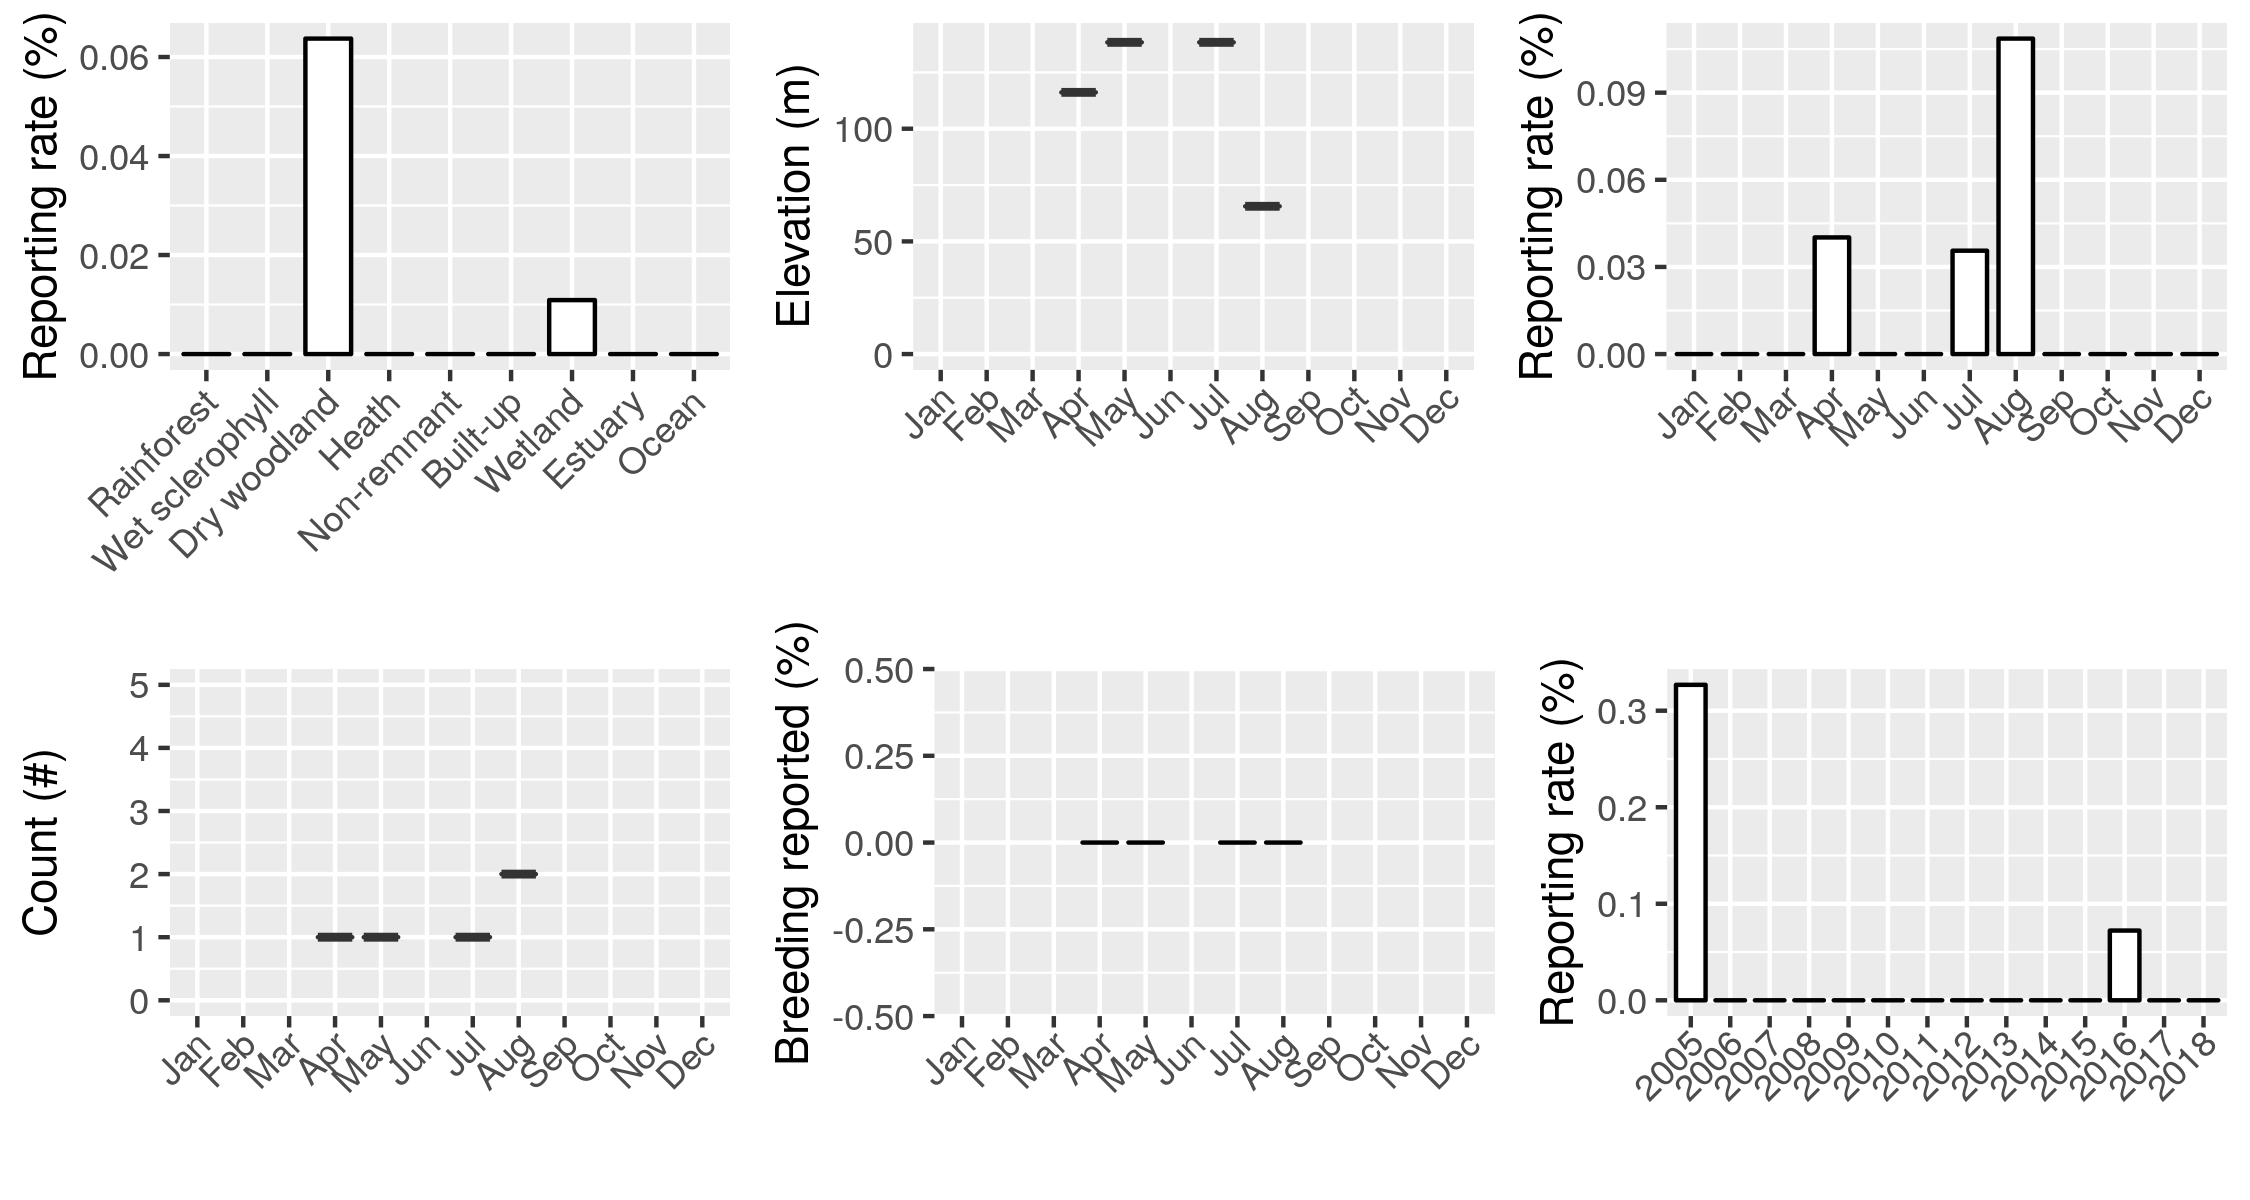 Reporting rate (%)
0.06
0.04
0.02
0.00
Rainforest
Wet sclerophyll
Dry woodland
Heath
Non-remnant
Built-up
Wetland
Estuary
Ocean
Elevation (m)
100
50
0
Jan
Feb
Mar
Apr
May
Jun
Jul
Aug
Sep
Oct
Nov
Dec
Reporting rate (%)
0.09
0.06
0.03
0.00
Jan
Feb
Mar
Apr
May
Jun
Jul
Aug
Sep
Oct
Nov
Dec
Count (#)
5
4
3
2
1
0
Jan
Feb
Mar
Apr
May
Jun
Jul
Aug
Sep
Oct
Nov
Dec
Breeding reported (%)
0.50
0.25
0.00
-0.25
-0.50
Jan
Feb
Mar
Apr
May
Jun
Jul
Aug
Sep
Oct
Nov
Dec
Reporting rate (%)
0.3
0.2
0.1
0.0
2005
2006
2007
2008
2009
2010
2011
2012
2013
2014
2015
2016
2017
2018